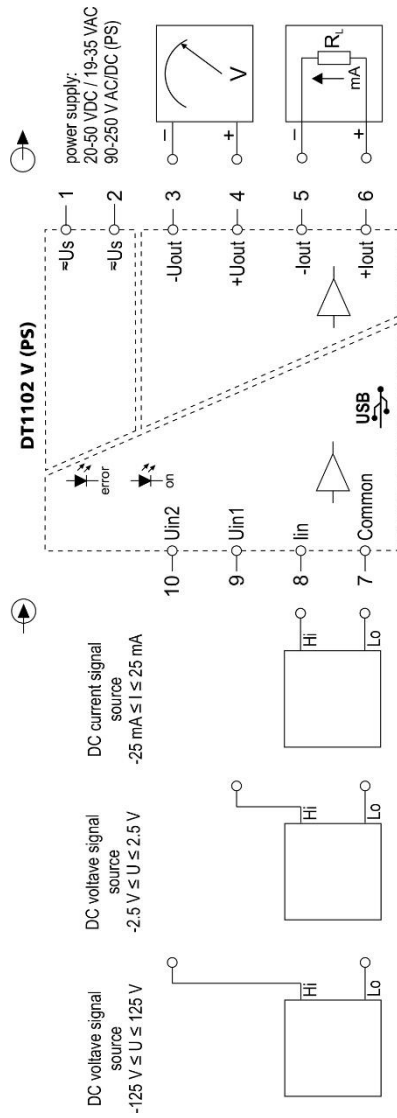 DT1102 V (PS)
DC voltave signal
source
-125 V ≤ U ≤ 125 V
DC voltave signal
source
-2.5 V ≤ U ≤ 2.5 V
DC current signal
source
-25 mA ≤ I ≤ 25 mA
Hi
Lo
Hi
Lo
Hi
Lo
10 Uin2
9 Uin1
8 Iin
7 Common
error
on
USB
≂Us 1
≂Us 2
-Uout 3
+Uout 4
-Iout 5
+Iout 6
power supply:
20-50 VDC / 19-35 VAC
90-250 V AC/DC (PS)
−
+
V
−
+
mA
RL